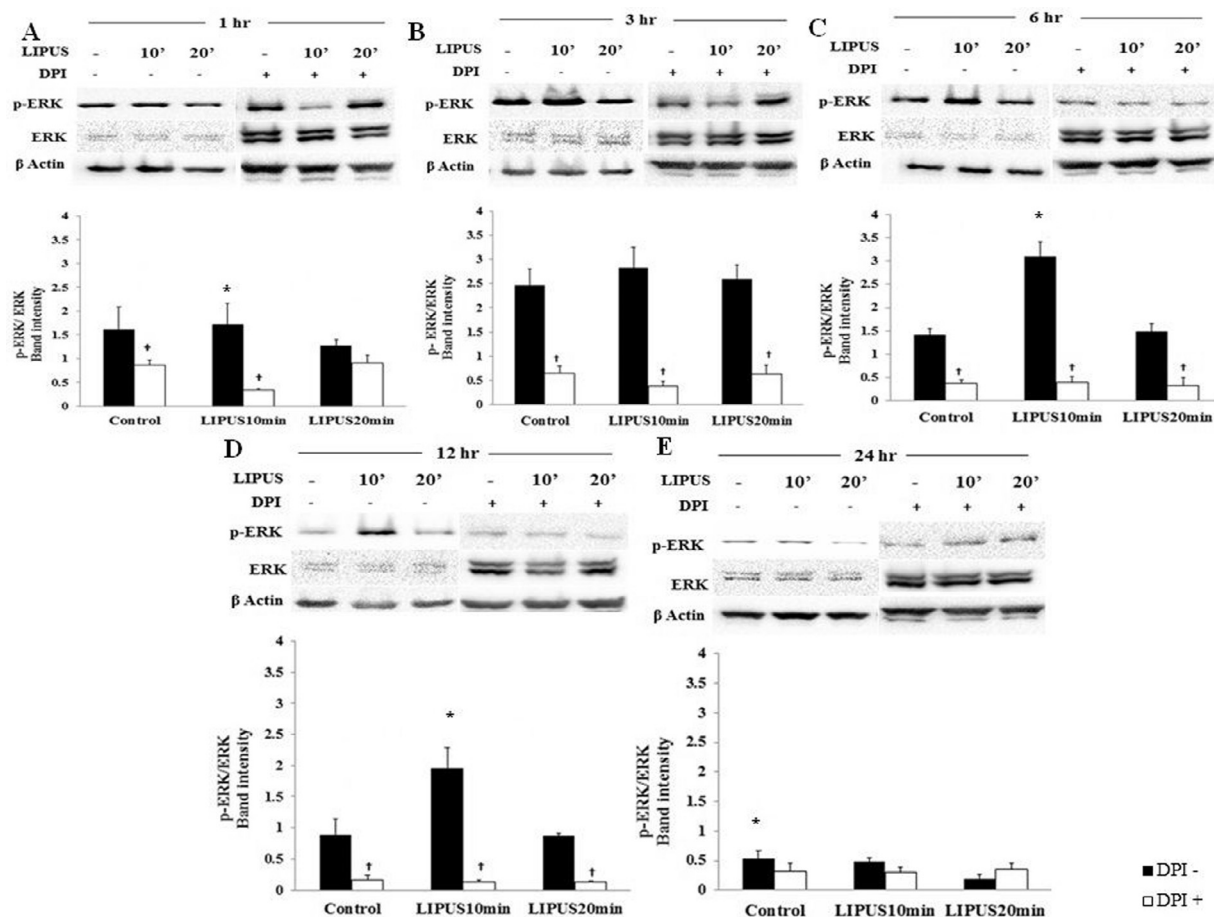 A
1 hr
LIPUS - 10’ 20’ - 10’ 20’
DPI - - - + + +
p-ERK
ERK
β Actin
4
3.5
3
2.5
2
1.5
1
0.5
0
p-ERK/ ERK
Band intensity
*
† †
Control LIPUS10min LIPUS20min
B
3 hr
LIPUS - 10’ 20’ - 10’ 20’
DPI - - - + + +
p-ERK
ERK
β Actin
4
3.5
3
2.5
2
1.5
1
0.5
0
p- ERK/ERK
Band intensity
† † †
Control LIPUS10min LIPUS20min
C
6 hr
LIPUS - 10’ 20’ - 10’ 20’
DPI - - - + + +
p-ERK
ERK
β Actin
4
3.5
3
2.5
2
1.5
1
0.5
0
p-ERK/ERK
Band intensity
*
† † †
Control LIPUS10min LIPUS20min
D
12 hr
LIPUS - 10’ 20’ - 10’ 20’
DPI - - - + + +
p-ERK
ERK
β Actin
4
3.5
3
2.5
2
1.5
1
0.5
0
p-ERK/ERK
Band intensity
*
† † †
Control LIPUS10min LIPUS20min
E
24 hr
LIPUS - 10’ 20’ - 10’ 20’
DPI - - - + + +
p-ERK
ERK
β Actin
4
3.5
3
2.5
2
1.5
1
0.5
0
p-ERK/ERK
Band intensity
*
Control LIPUS10min LIPUS20min
DPI -
DPI +